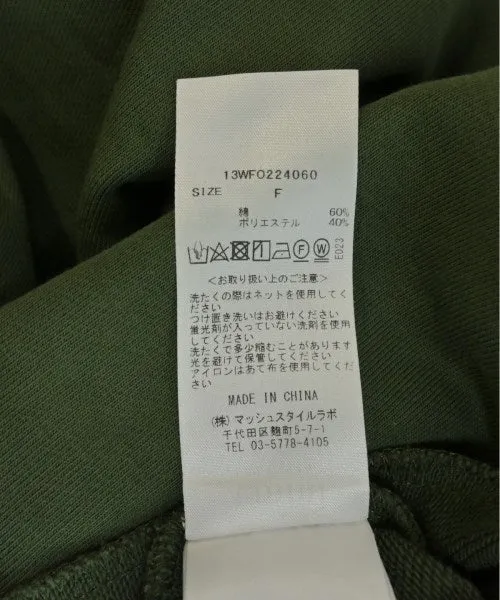 13WFO224060
SIZE F
綿 60%
ポリエステル 40%
F W E023
<お取り扱い上のご注意>
洗たくの際はネットを使用してく
ださい
つけ置き洗いはお避けください
蛍光剤が入っていない洗剤を使用
してください
洗たくで多少縮むことがあります
光を避けて保管してください
アイロンはあて布を使用してくだ
さい
MADE IN CHINA
(株) マッシュスタイルラボ
千代田区麹町5-7-1
TEL 03-5778-4105